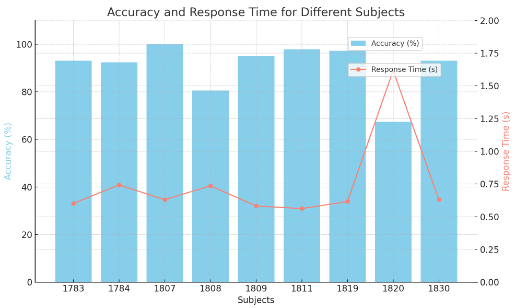 Accuracy and Response Time for Different Subjects
Accuracy (%)
Response Time (s)
100
80
60
40
20
0
Accuracy (%)
2.00
1.75
1.50
1.25
1.00
0.75
0.50
0.25
0.00
Response Time (s)
1783 1784 1807 1808 1809 1811 1819 1820 1830
Subjects